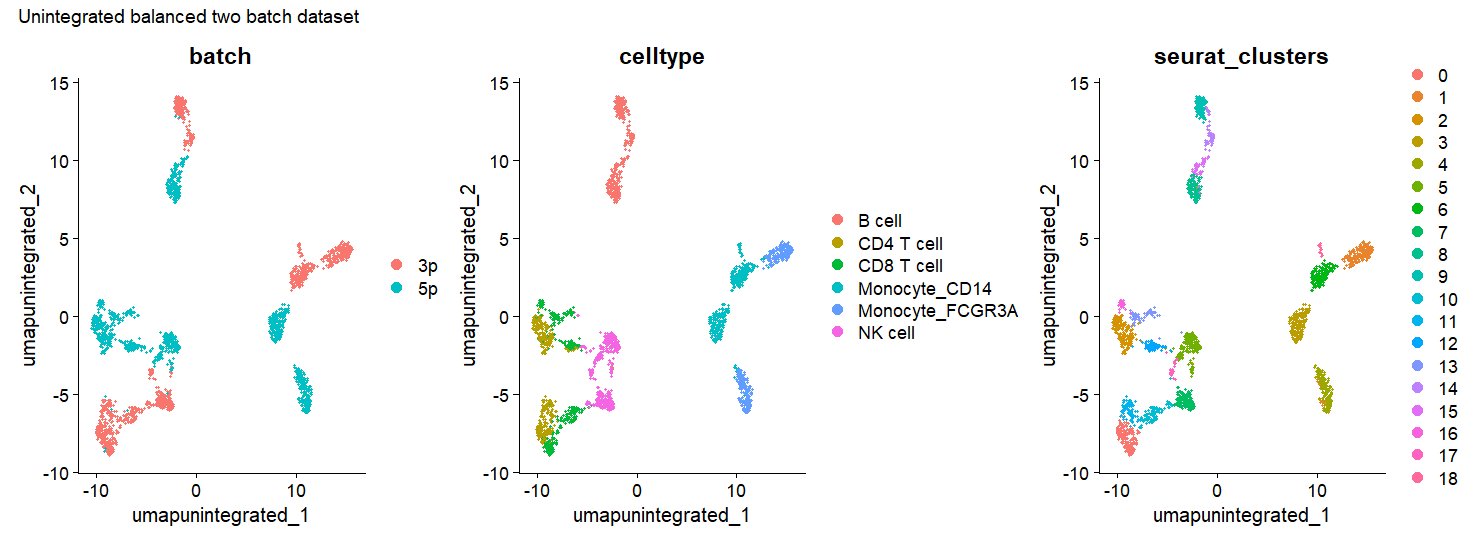 Unintegrated balanced two batch dataset
batch
15
10
5
0
-5
-10
-10
0
10
umapunintegrated_2
umapunintegrated_1
3p
5p
celltype
15
10
5
0
-5
-10
-10
0
10
umapunintegrated_2
umapunintegrated_1
B cell
CD4 T cell
CD8 T cell
Monocyte_CD14
Monocyte_FCGR3A
NK cell
seurat_clusters
15
10
5
0
-5
-10
-10
0
10
umapunintegrated_2
umapunintegrated_1
0
1
2
3
4
5
6
7
8
9
10
11
12
13
14
15
16
17
18